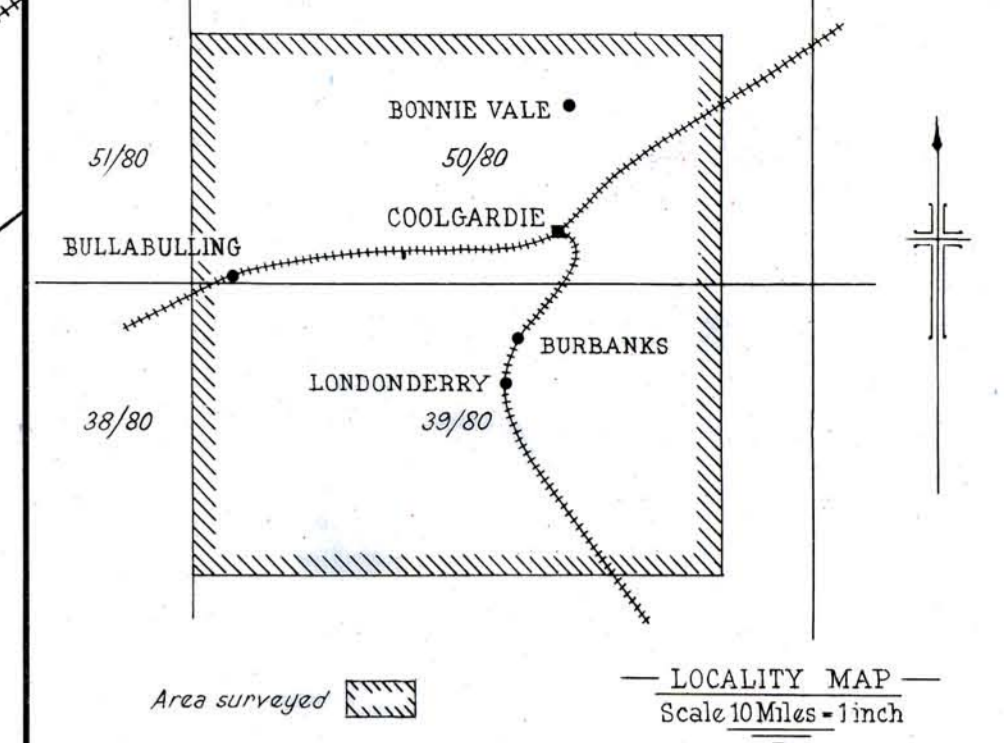 BONNIE VALE
51/80
50/80
COOLGARDIE
BULLABULLING
BURBANKS
LONDONDERRY
38/80
39/80
Area surveyed
LOCALITY MAP
Scale 10 Miles = 1 inch